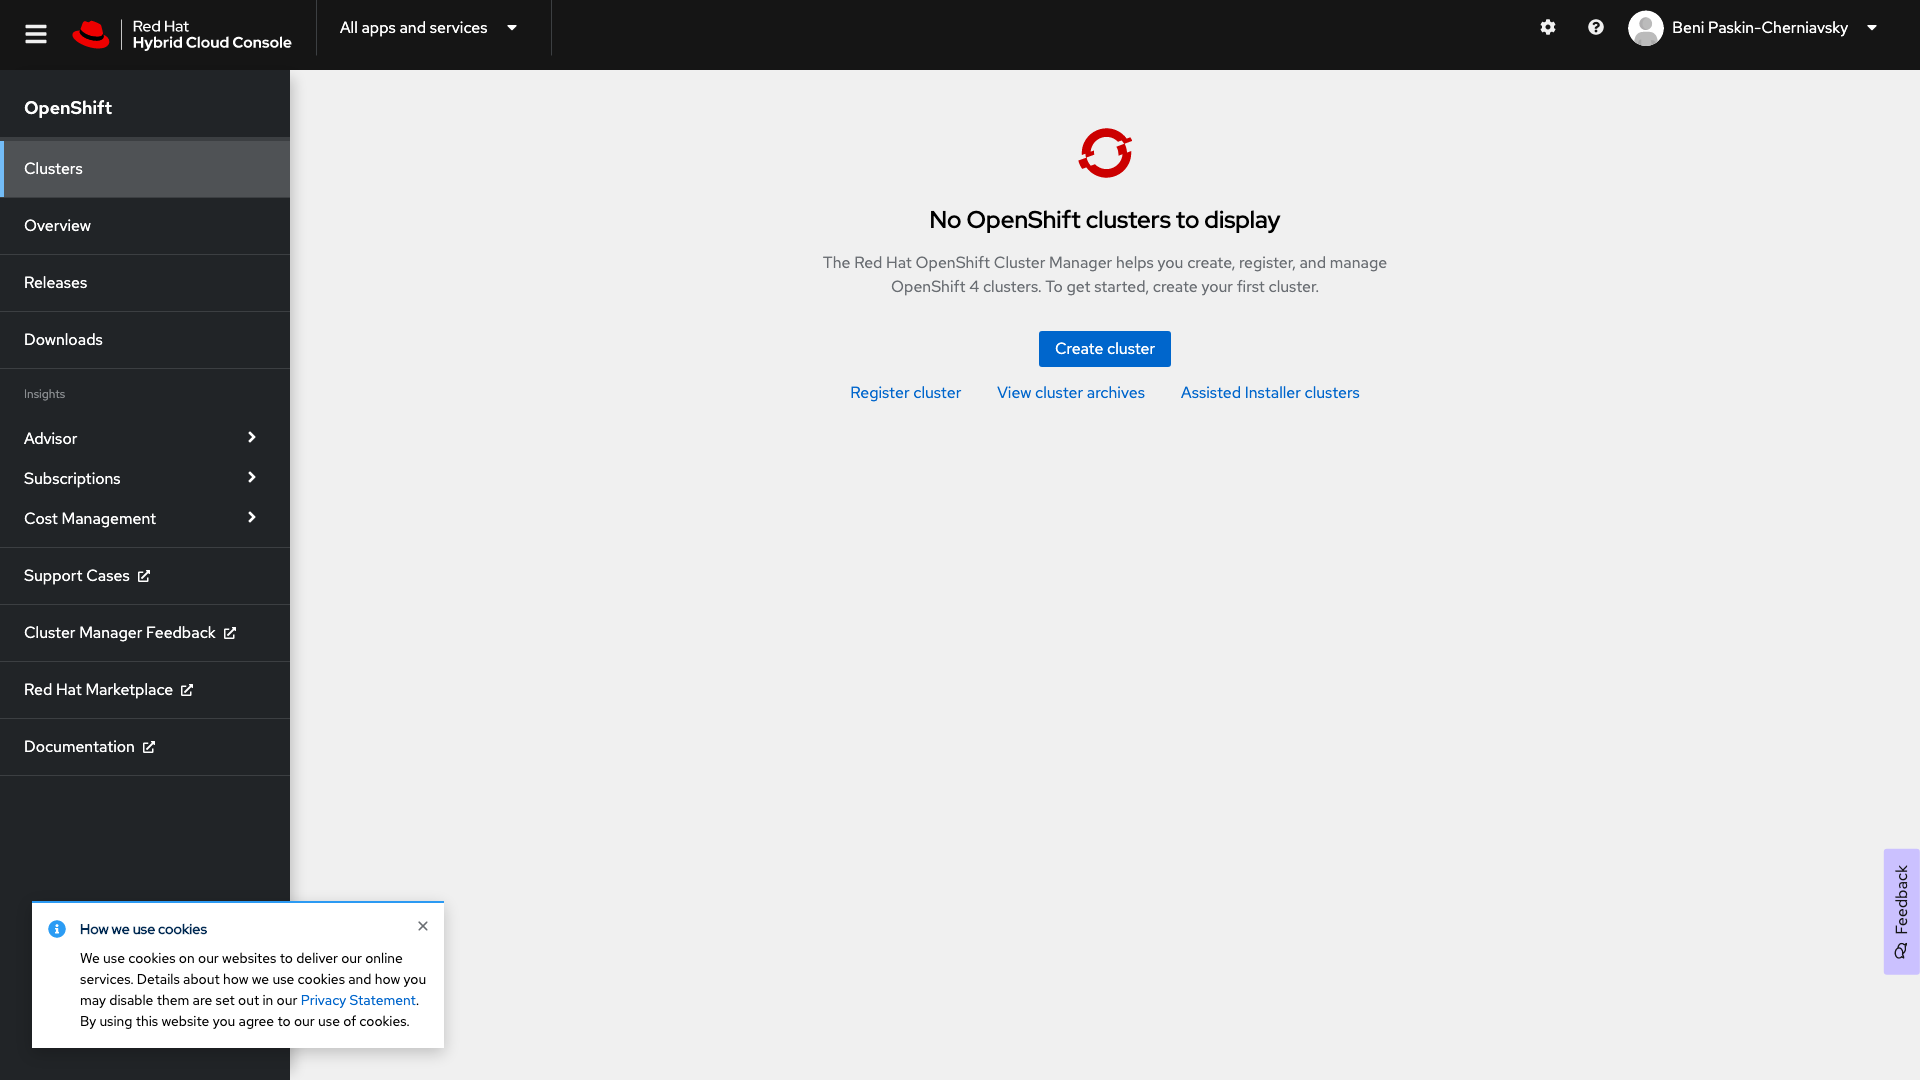 Red Hat
Hybrid Cloud Console
All apps and services
Beni Paskin-Cherniavsky
OpenShift
Clusters
Overview
Releases
Downloads
Insights
Advisor
Subscriptions
Cost Management
Support Cases
Cluster Manager Feedback
Red Hat Marketplace
Documentation
No OpenShift clusters to display
The Red Hat OpenShift Cluster Manager helps you create, register, and manage
OpenShift 4 clusters. To get started, create your first cluster.
Create cluster
Register cluster
View cluster archives
Assisted Installer clusters
Feedback
How we use cookies
We use cookies on our websites to deliver our online
services. Details about how we use cookies and how you
may disable them are set out in our Privacy Statement.
By using this website you agree to our use of cookies.